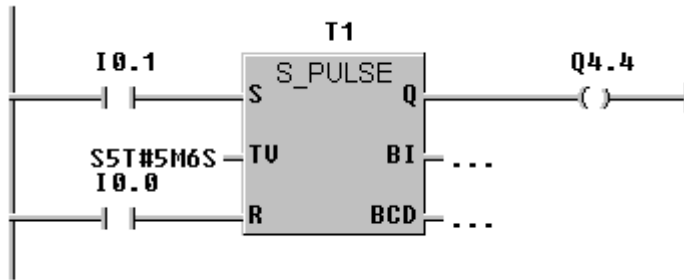 T1
I0.1
S_PULSE
Q4.4
S
Q
S5T#5M6S
TV
BI
...
I0.0
R
BCD
...